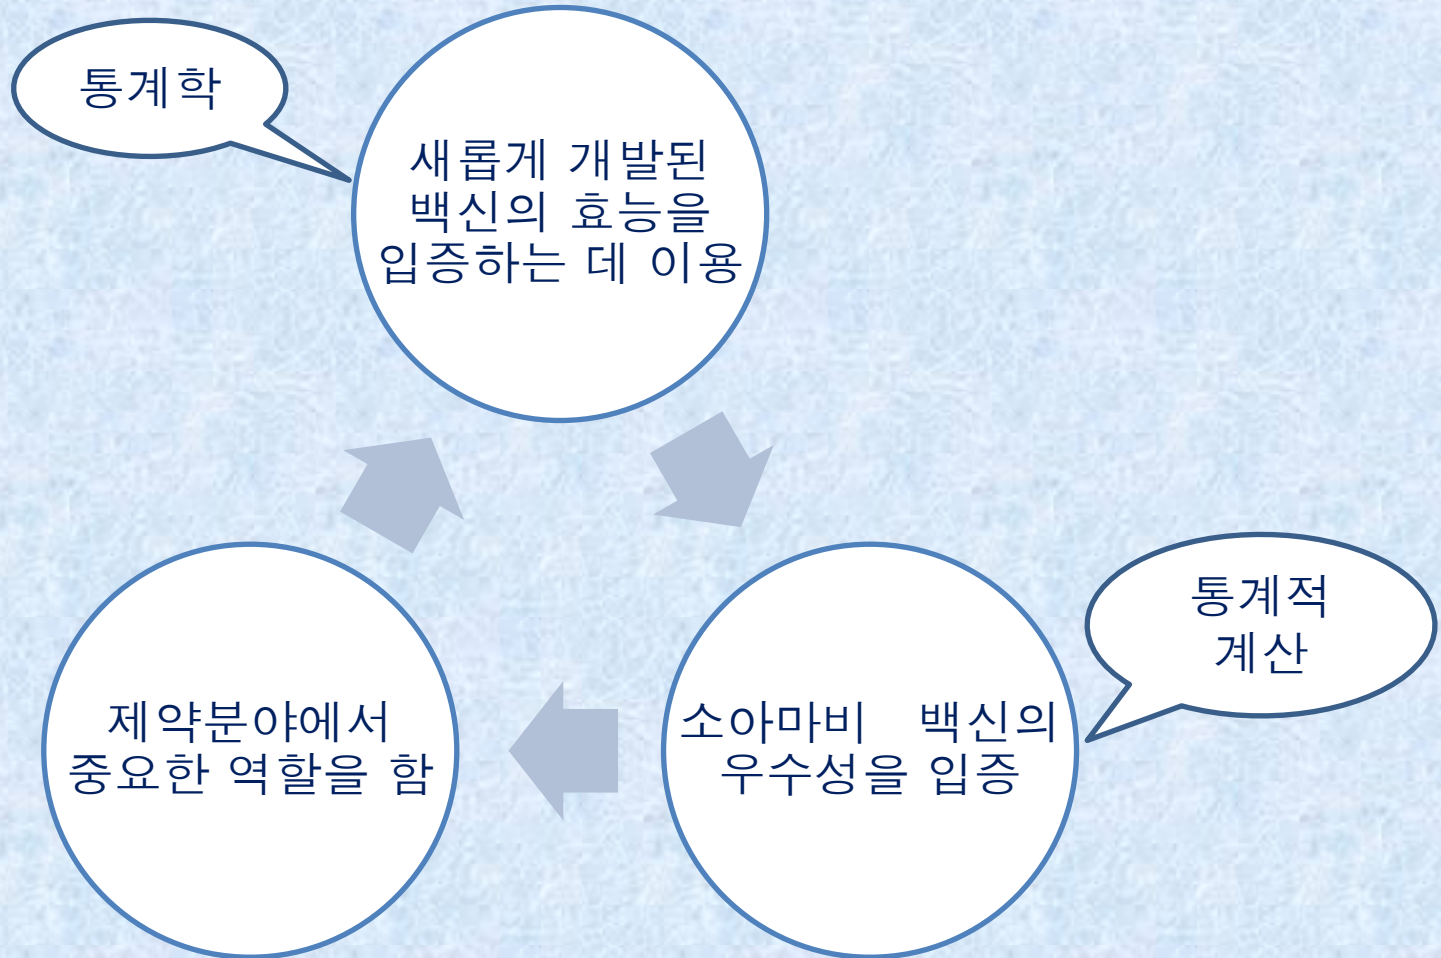 통계학
새롭게 개발된
백신의 효능을
입증하는 데 이용
통계적
계산
소아마비 백신의
우수성을 입증
제약분야에서
중요한 역할을 함